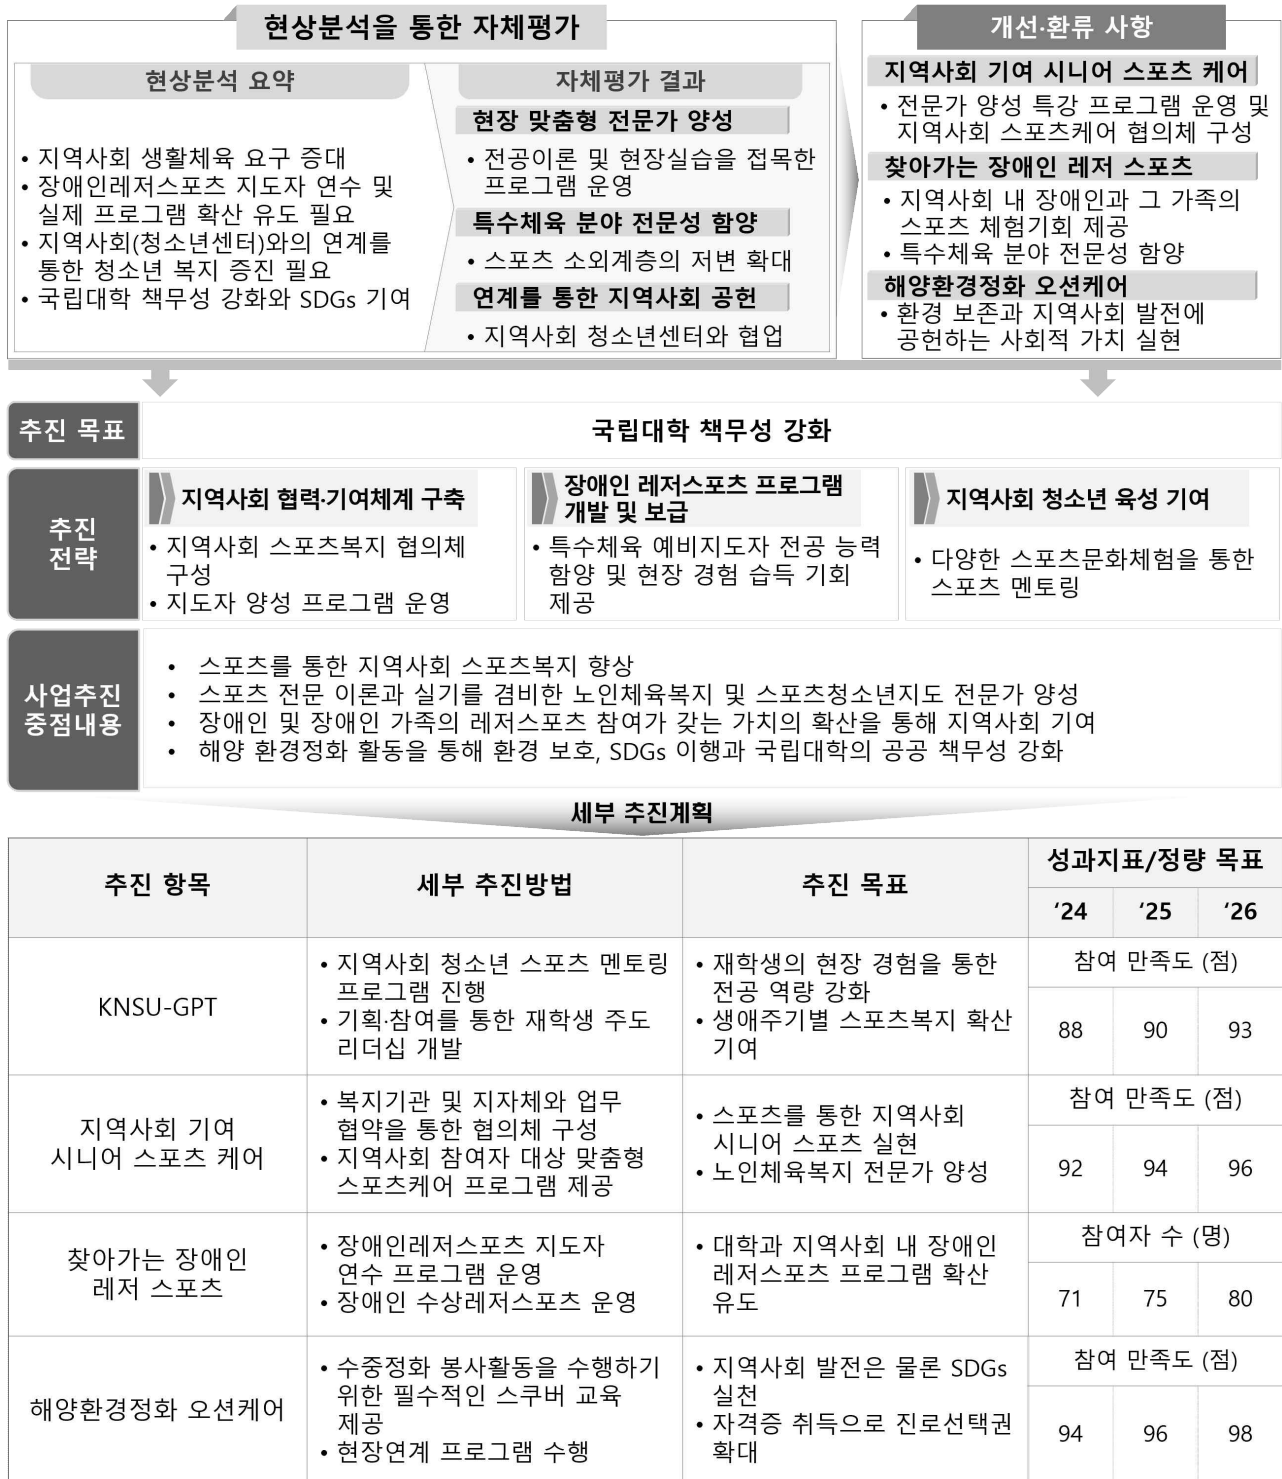 현상분석을 통한 자체평가
현상분석 요약
• 지역사회 생활체육 요구 증대
• 장애인레저스포츠 지도자 연수 및
실제 프로그램 확산 유도 필요
• 지역사회(청소년센터)와의 연계를
통한 청소년 복지 증진 필요
• 국립대학 책무성 강화와 SDGs 기여
자체평가 결과
현장 맞춤형 전문가 양성
• 전공이론 및 현장실습을 접목한
프로그램 운영
특수체육 분야 전문성 함양
• 스포츠 소외계층의 저변 확대
연계를 통한 지역사회 공헌
• 지역사회 청소년센터와 협업
개선·환류 사항
지역사회 기여 시니어 스포츠 케어
• 전문가 양성 특강 프로그램 운영 및
지역사회 스포츠케어 협의체 구성
찾아가는 장애인 레저 스포츠
• 지역사회 내 장애인과 그 가족의
스포츠 체험기회 제공
• 특수체육 분야 전문성 함양
해양환경정화 오션케어
• 환경 보존과 지역사회 발전에
공헌하는 사회적 가치 실현
추진 목표
국립대학 책무성 강화
추진
전략
지역사회 협력·기여체계 구축
• 지역사회 스포츠복지 협의체
구성
• 지도자 양성 프로그램 운영
장애인 레저스포츠 프로그램
개발 및 보급
• 특수체육 예비지도자 전공 능력
함양 및 현장 경험 습득 기회
제공
지역사회 청소년 육성 기여
• 다양한 스포츠문화체험을 통한
스포츠 멘토링
사업추진
중점내용
• 스포츠를 통한 지역사회 스포츠복지 향상
• 스포츠 전문 이론과 실기를 겸비한 노인체육복지 및 스포츠청소년지도 전문가 양성
• 장애인 및 장애인 가족의 레저스포츠 참여가 갖는 가치의 확산을 통해 지역사회 기여
• 해양 환경정화 활동을 통해 환경 보호, SDGs 이행과 국립대학의 공공 책무성 강화
세부 추진계획
추진 항목
세부 추진방법
추진 목표
성과지표/정량 목표
‘24 ‘25 ‘26
KNSU-GPT
• 지역사회 청소년 스포츠 멘토링
프로그램 진행
• 기획·참여를 통한 재학생 주도
리더십 개발
• 재학생의 현장 경험을 통한
전공 역량 강화
• 생애주기별 스포츠복지 확산
기여
참여 만족도 (점)
88 90 93
지역사회 기여
시니어 스포츠 케어
• 복지기관 및 지자체와 업무
협약을 통한 협의체 구성
• 지역사회 참여자 대상 맞춤형
스포츠케어 프로그램 제공
• 스포츠를 통한 지역사회
시니어 스포츠 실현
• 노인체육복지 전문가 양성
참여 만족도 (점)
92 94 96
찾아가는 장애인
레저 스포츠
• 장애인레저스포츠 지도자
연수 프로그램 운영
• 장애인 수상레저스포츠 운영
• 대학과 지역사회 내 장애인
레저스포츠 프로그램 확산
유도
참여자 수 (명)
71 75 80
해양환경정화 오션케어
• 수중정화 봉사활동을 수행하기
위한 필수적인 스쿠버 교육
제공
• 현장연계 프로그램 수행
• 지역사회 발전은 물론 SDGs
실천
• 자격증 취득으로 진로선택권
확대
참여 만족도 (점)
94 96 98